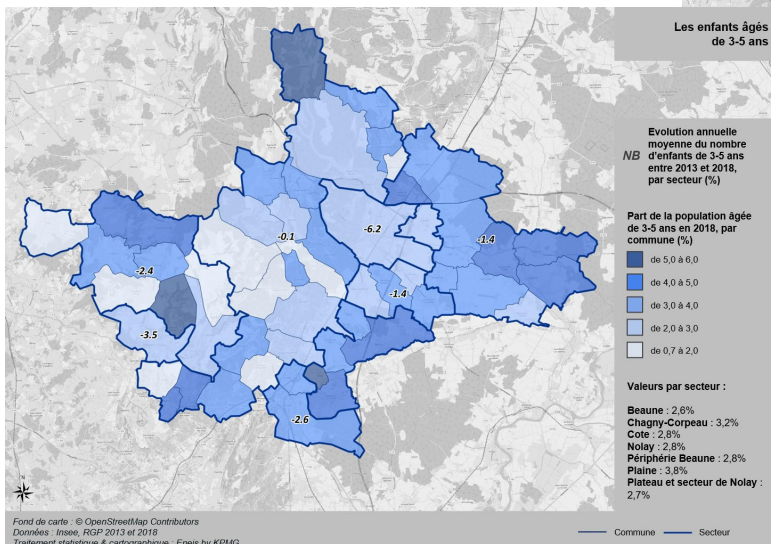 Les enfants âgés
de 3-5 ans
NB
Evolution annuelle
moyenne du nombre
d'enfants de 3-5 ans
entre 2013 et 2018,
par secteur (%)
Part de la population âgée
de 3-5 ans en 2018, par
commune (%)
de 5,0 à 6,0
de 4,0 à 5,0
de 3,0 à 4,0
de 2,0 à 3,0
de 0,7 à 2,0
Valeurs par secteur :
Beaune : 2,6%
Chagny-Corpeau : 3,2%
Cote : 2,8%
Nolay : 2,8%
Périphérie Beaune : 2,8%
Plaine : 3,8%
Plateau et secteur de Nolay :
2,7%
-0.1
-6.2
-1.4
-2.4
-1.4
-3.5
-2.6
N
Fond de carte : © OpenStreetMap Contributors
Données : Insee, RGP 2013 et 2018
Traitement statistique & cartographique : Eneis by KPMG
Commune
Secteur